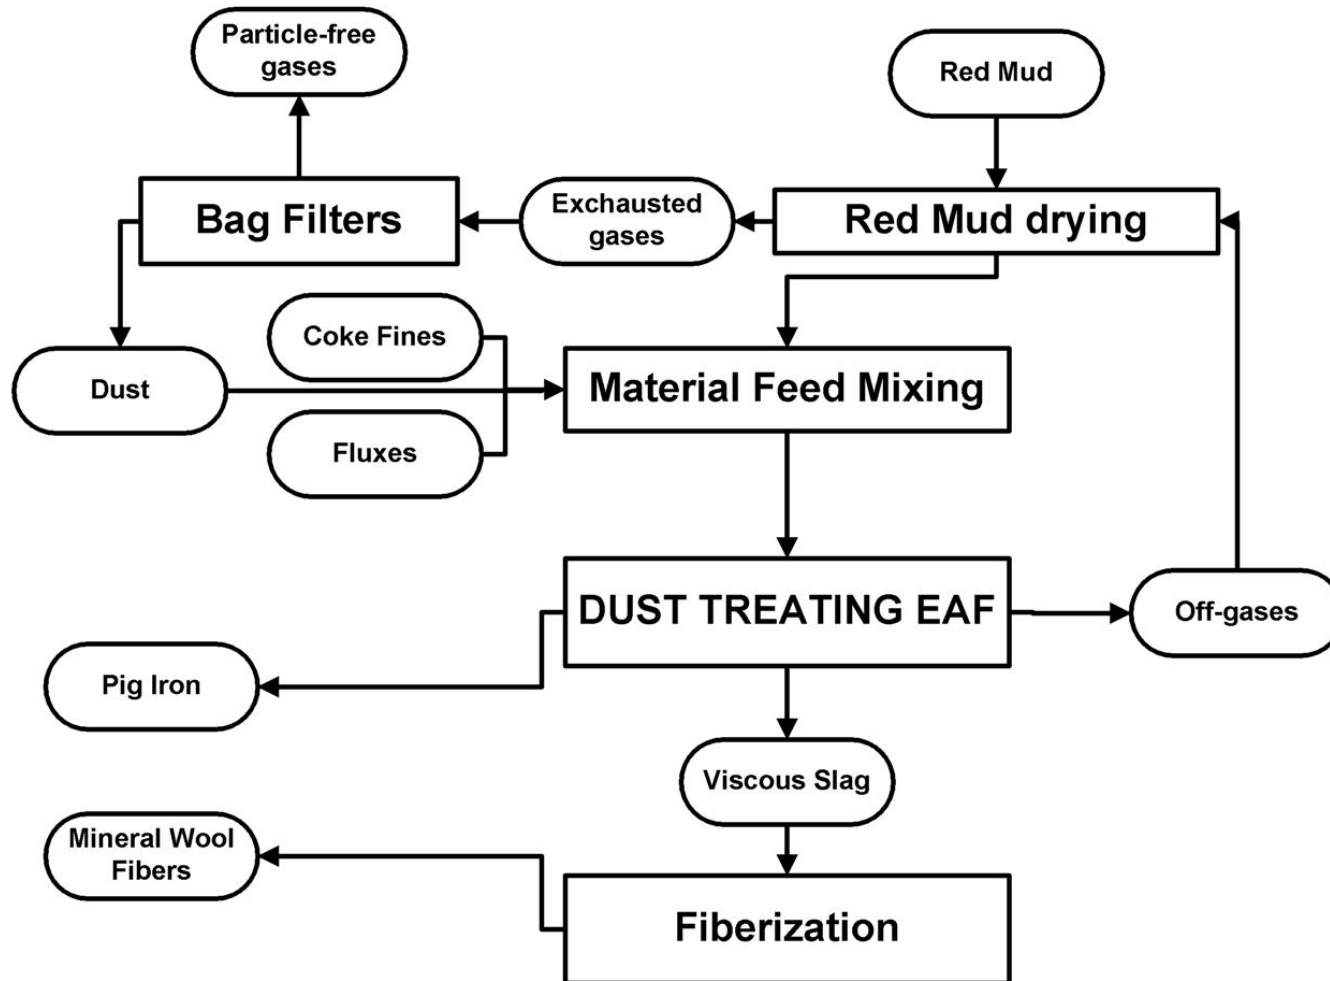 Particle-free
gases
Red Mud
Bag Filters
Exchausted
gases
Red Mud drying
Coke Fines
Dust
Material Feed Mixing
Fluxes
DUST TREATING EAF
Off-gases
Pig Iron
Viscous Slag
Mineral Wool
Fibers
Fiberization